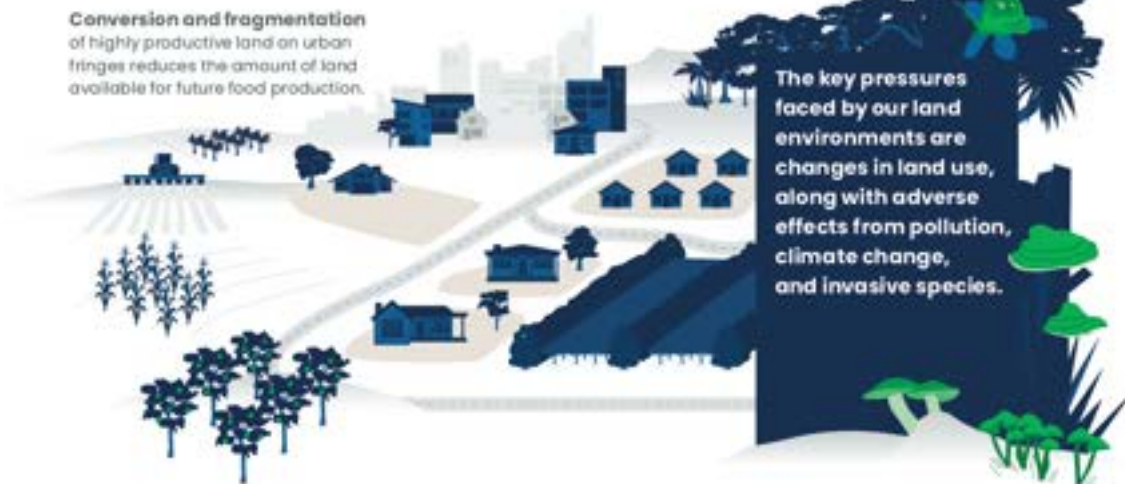 Conversion and fragmentation
of highly productive land on urban
fringes reduces the amount of land
available for future food production.
The key pressures
faced by our land
environments are
changes in land use,
along with adverse
effects from pollution,
climate change,
and invasive species.